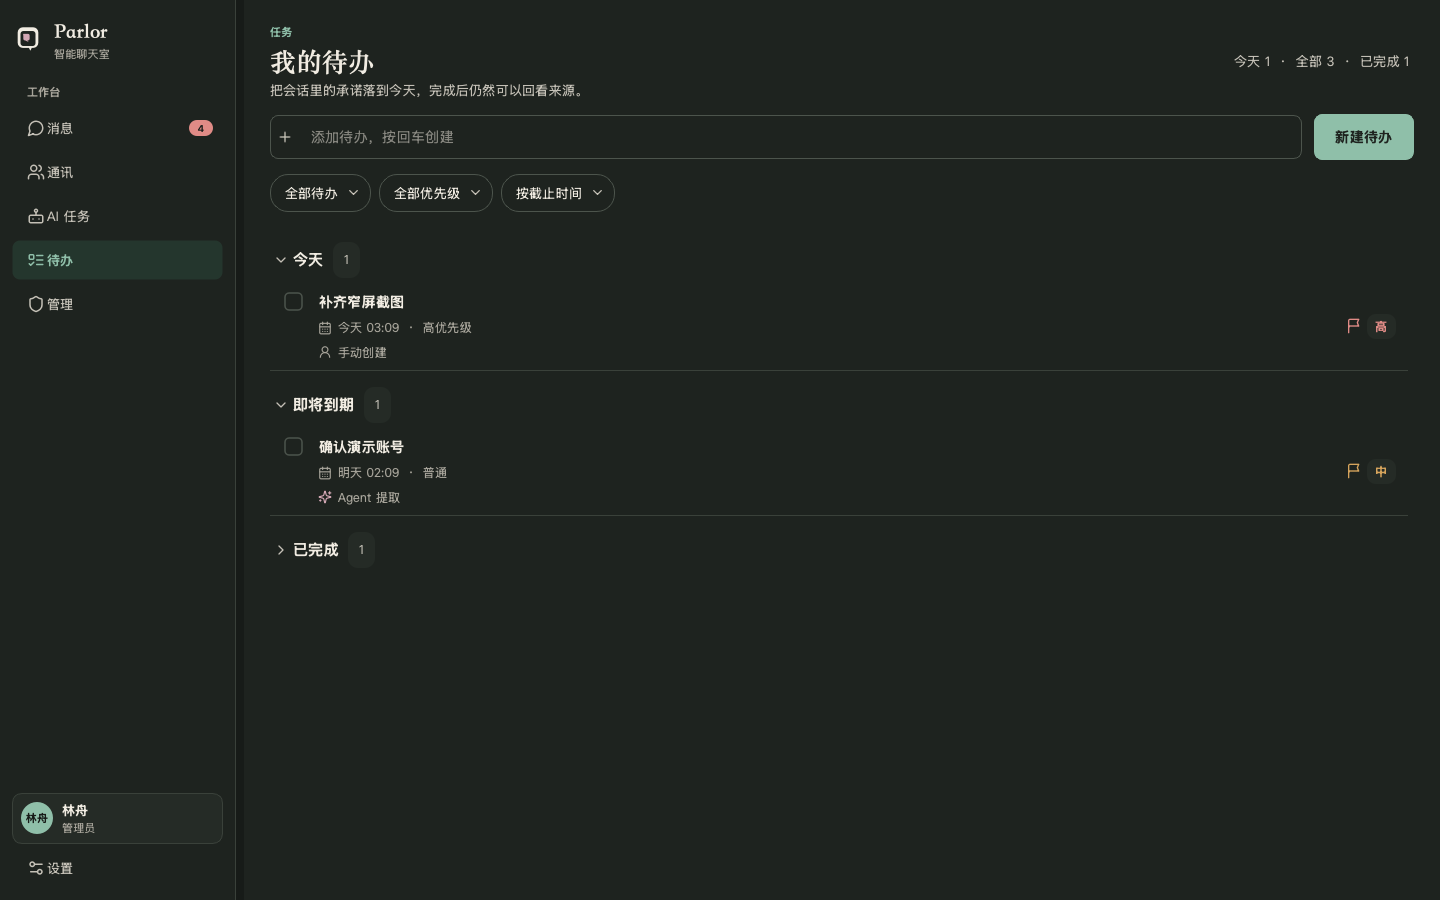 Parlor
智能聊天室
工作台
消息 4
通讯
AI 任务
待办
管理
林舟
林舟
管理员
设置
任务
我的待办
今天 1 · 全部 3 · 已完成 1
把会话里的承诺落到今天，完成后仍然可以回看来源。
添加待办，按回车创建
新建待办
全部待办 全部优先级 按截止时间
今天 1
补齐窄屏截图
今天 03:09 · 高优先级
高
手动创建
即将到期 1
确认演示账号
明天 02:09 · 普通
中
Agent 提取
已完成 1